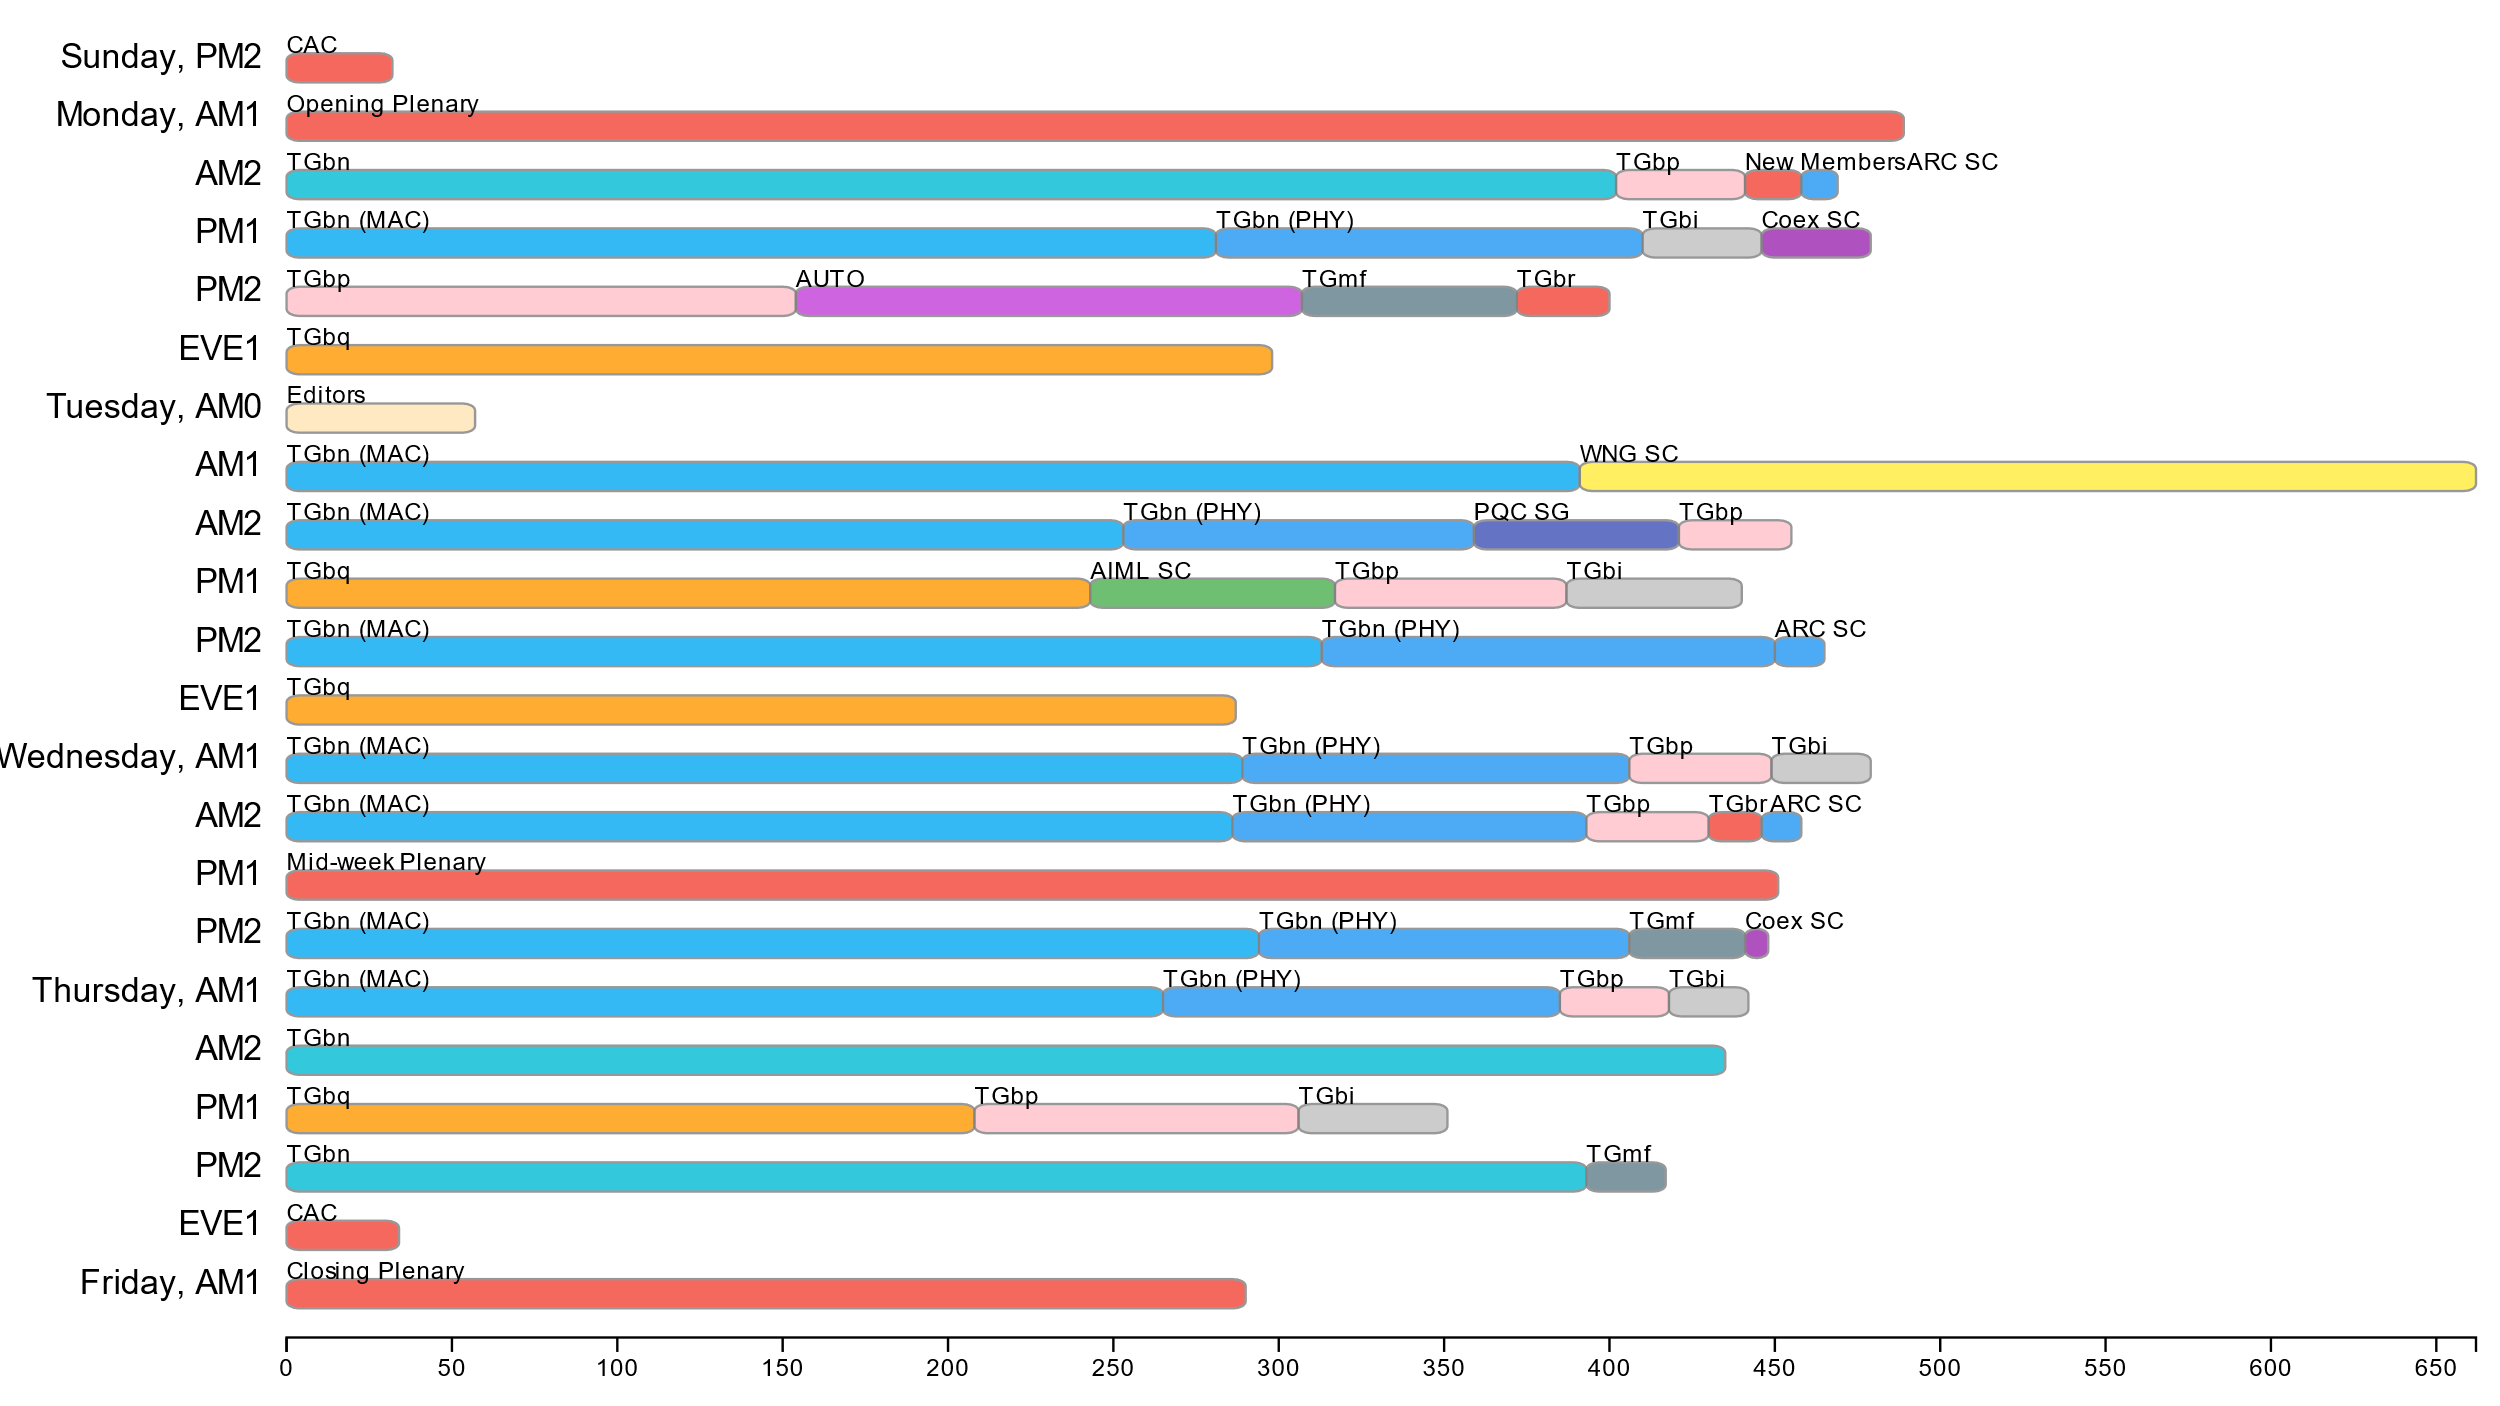 Sunday, PM2 CAC
Monday, AM1 Opening Plenary
AM2 TGbn TGbp New Members ARC SC
PM1 TGbn (MAC) TGbn (PHY) TGbi Coex SC
PM2 TGbp AUTO TGmf TGbr
EVE1 TGbq
Tuesday, AM0 Editors
AM1 TGbn (MAC) WNG SC
AM2 TGbn (MAC) TGbn (PHY) PQC SG TGbp
PM1 TGbq AIML SC TGbp TGbi
PM2 TGbn (MAC) TGbn (PHY) ARC SC
EVE1 TGbq
Wednesday, AM1 TGbn (MAC) TGbn (PHY) TGbp TGbi
AM2 TGbn (MAC) TGbn (PHY) TGbp TGbr ARC SC
PM1 Mid-week Plenary
PM2 TGbn (MAC) TGbn (PHY) TGmf Coex SC
Thursday, AM1 TGbn (MAC) TGbn (PHY) TGbp TGbi
AM2 TGbn
PM1 TGbq TGbp TGbi
PM2 TGbn TGmf
EVE1 CAC
Friday, AM1 Closing Plenary
0 50 100 150 200 250 300 350 400 450 500 550 600 650